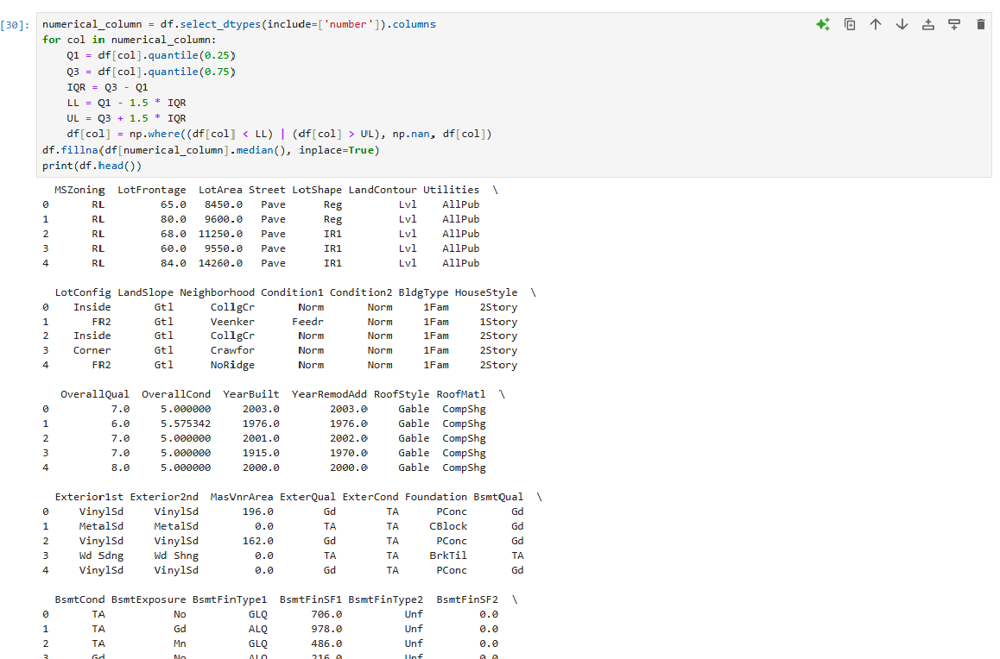 [30]: numerical_column = df.select_dtypes(include=['number']).columns
for col in numerical_column:
    Q1 = df[col].quantile(0.25)
    Q3 = df[col].quantile(0.75)
    IQR = Q3 - Q1
    LL = Q1 - 1.5 * IQR
    UL = Q3 + 1.5 * IQR
    df[col] = np.where((df[col] < LL) | (df[col] > UL), np.nan, df[col])
df.fillna(df[numerical_column].median(), inplace=True)
print(df.head())
  MSZoning  LotFrontage  LotArea Street LotShape LandContour Utilities  \
0       RL         65.0   8450.0   Pave      Reg         Lvl    AllPub
1       RL         80.0   9600.0   Pave      Reg         Lvl    AllPub
2       RL         68.0  11250.0   Pave      IR1         Lvl    AllPub
3       RL         60.0   9550.0   Pave      IR1         Lvl    AllPub
4       RL         84.0  14260.0   Pave      IR1         Lvl    AllPub
  LotConfig LandSlope Neighborhood Condition1 Condition2 BldgType HouseStyle  \
0    Inside       Gtl      CollgCr       Norm       Norm     1Fam     2Story
1       FR2       Gtl      Veenker      Feedr       Norm     1Fam     1Story
2    Inside       Gtl      CollgCr       Norm       Norm     1Fam     2Story
3    Corner       Gtl      Crawfor       Norm       Norm     1Fam     2Story
4       FR2       Gtl      NoRidge       Norm       Norm     1Fam     2Story
   OverallQual  OverallCond  YearBuilt  YearRemodAdd RoofStyle RoofMatl  \
0          7.0     5.000000     2003.0        2003.0     Gable  CompShg
1          6.0     5.575342     1976.0        1976.0     Gable  CompShg
2          7.0     5.000000     2001.0        2002.0     Gable  CompShg
3          7.0     5.000000     1915.0        1970.0     Gable  CompShg
4          8.0     5.000000     2000.0        2000.0     Gable  CompShg
  Exterior1st Exterior2nd  MasVnrArea ExterQual ExterCond Foundation BsmtQual  \
0     VinylSd     VinylSd       196.0        Gd        TA      PConc       Gd
1     MetalSd     MetalSd         0.0        TA        TA     CBlock       Gd
2     VinylSd     VinylSd       162.0        Gd        TA      PConc       Gd
3     Wd Sdng     Wd Shng         0.0        TA        TA     BrkTil       TA
4     VinylSd     VinylSd         0.0        Gd        TA      PConc       Gd
  BsmtCond BsmtExposure BsmtFinType1  BsmtFinSF1 BsmtFinType2  BsmtFinSF2  \
0       TA           No          GLQ       706.0          Unf         0.0
1       TA           Gd          ALQ       978.0          Unf         0.0
2       TA           Mn          GLQ       486.0          Unf         0.0
3       Gd           No          ALQ       216.0          Unf         0.0